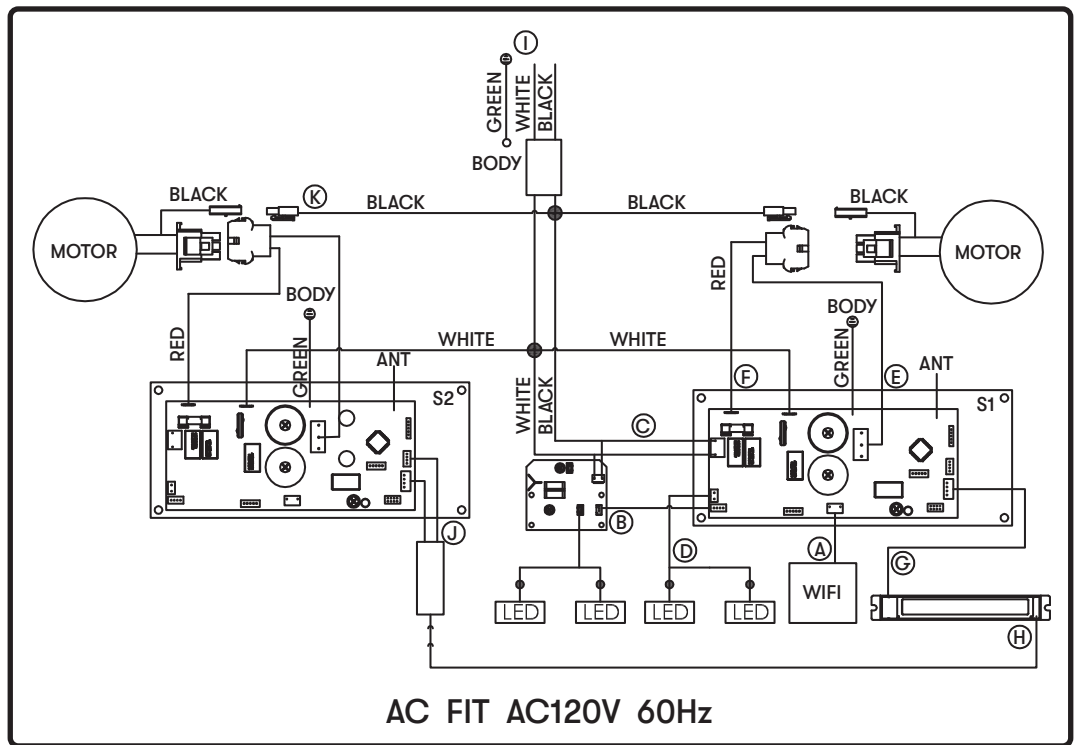 I
GREEN
WHITE
BLACK
BODY
BLACK
K
BLACK
BLACK
BLACK
MOTOR
MOTOR
RED
BODY
BODY
RED
GREEN
WHITE
WHITE
GREEN
ANT
ANT
F
E
S2
S1
WHITE
BLACK
C
J
B
D
A
G
WIFI
LED
LED
LED
LED
H
AC FIT AC120V 60Hz